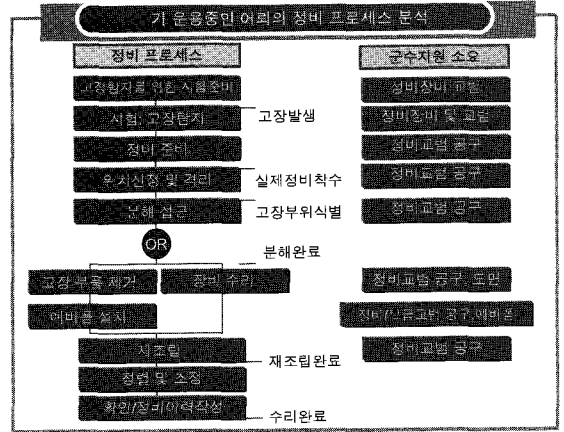 기 운용중인 어뢰의 정비 프로세스 분석
정비 프로세스
군수지원 소요
고장탐지를 위한 시험준비
정비장비 교범
시험, 고장탐지
고장발생
정비장비 및 교범
정비 준비
정비교범 공구
위치선정 및 격리
실제정비착수
정비교범 공구
분해 접근
고장부위식별
정비교범 공구
OR
분해완료
고장 부품 제거
장비 수리
정비교범 공구 도면
예비품 설치
공구 예비품
재조립
정비교범 공구
재조립완료
정렬 및 조정
확인/정비이력작성
수리완료